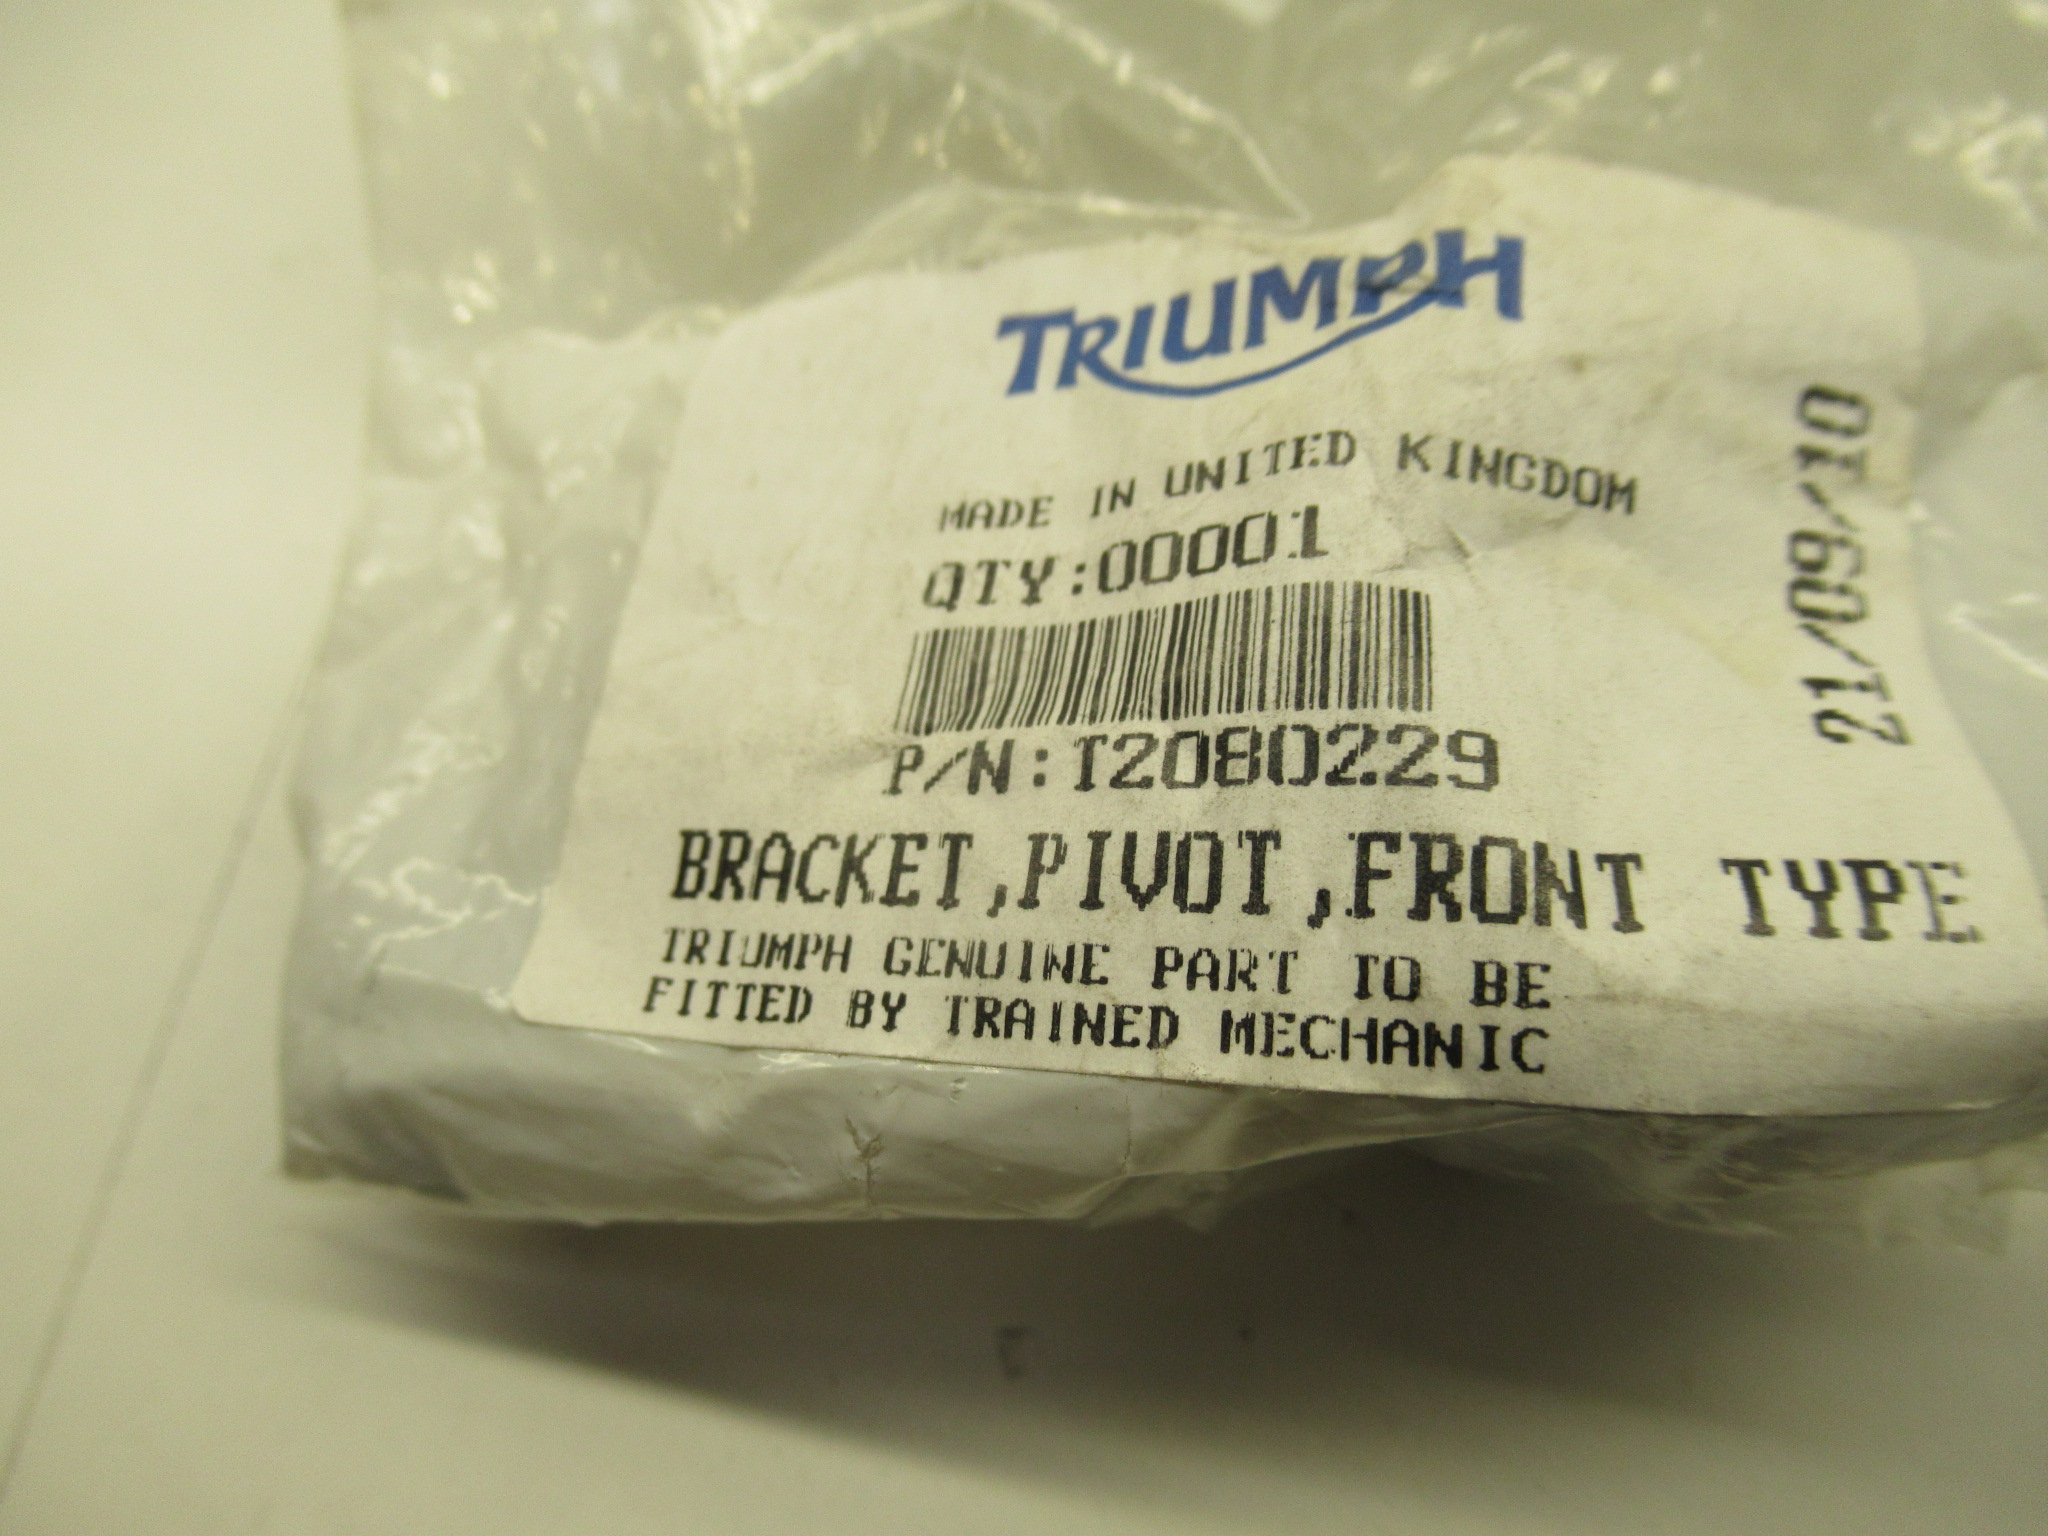 TRIUMPH
MADE IN UNITED KINGDOM
QTY:00001
P/N:T2080229
BRACKET,PIVOT,FRONT TYPE
TRIUMPH GENUINE PART TO BE
FITTED BY TRAINED MECHANIC
21/09/10